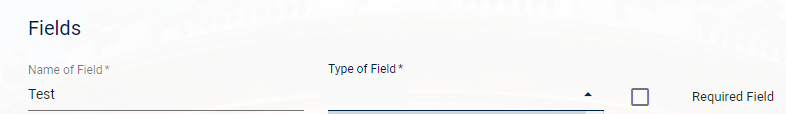 Fields
Name of Field *
Type of Field *
Test
Required Field